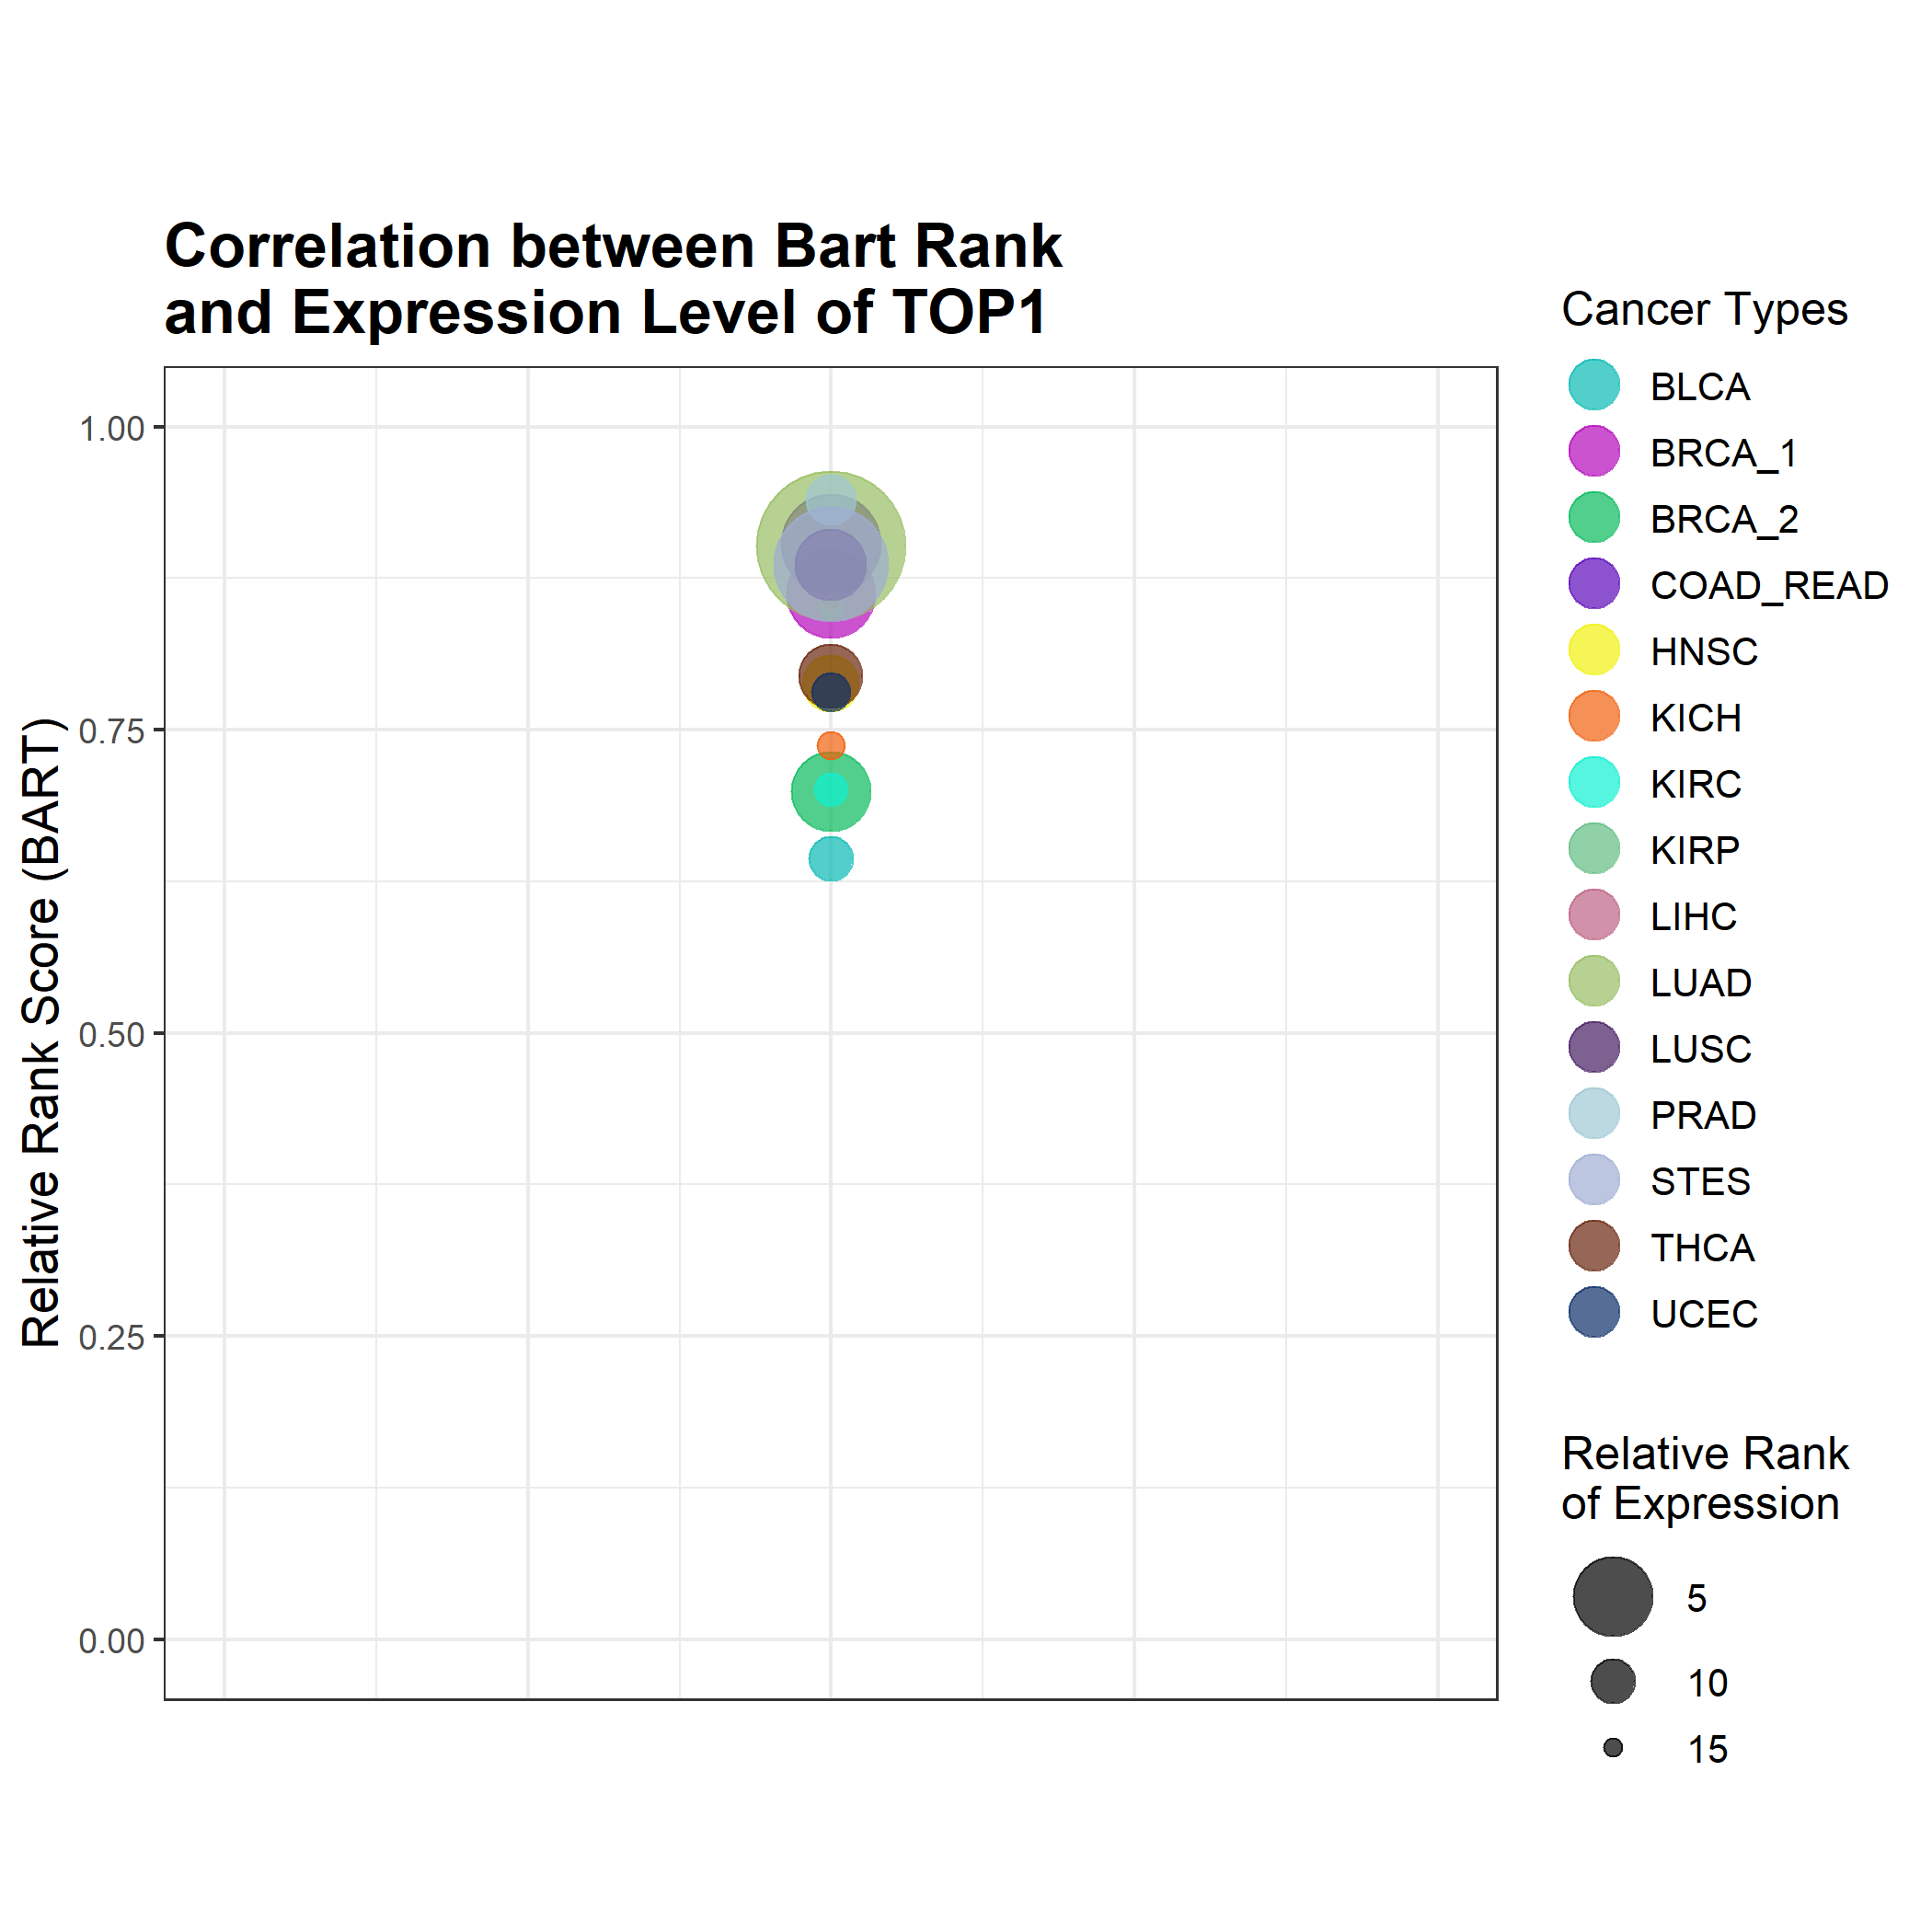 Correlation between Bart Rank
and Expression Level of TOP1
Relative Rank Score (BART)
1.00
0.75
0.50
0.25
0.00
Cancer Types
BLCA
BRCA_1
BRCA_2
COAD_READ
HNSC
KICH
KIRC
KIRP
LIHC
LUAD
LUSC
PRAD
STES
THCA
UCEC
Relative Rank
of Expression
5
10
15